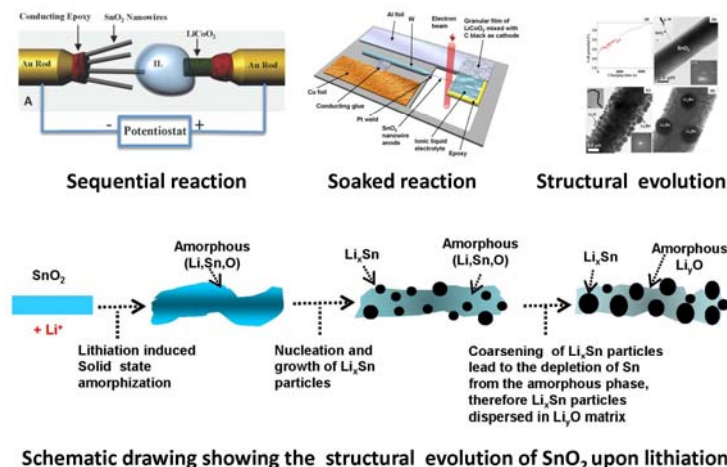 Conducting Epoxy
SnO2 Nanowires
LiCoO2
Au Rod
IL
Au Rod
A
−
Potentiostat
+
Al foil
W
Electron
beam
Granular film
of LiCoO2 mixed with
C black as cathode
Cu foil
Conducting glue
Pt weld
SnO2
nanowire
anode
Ionic liquid
electrolyte
Epoxy
SnO2
Sequential reaction
Soaked reaction
Structural evolution
SnO2
+ Li+
Lithiation induced
Solid state
amorphization
Amorphous
(Li,Sn,O)
Nucleation and
growth of LixSn
particles
LixSn
Amorphous
(Li,Sn,O)
Coarsening of LixSn particles
lead to the depletion of Sn
from the amorphous phase,
therefore LixSn particles
dispersed in LiyO matrix
LixSn
Amorphous
LiyO
Schematic drawing showing the structural evolution of SnO2 upon lithiation